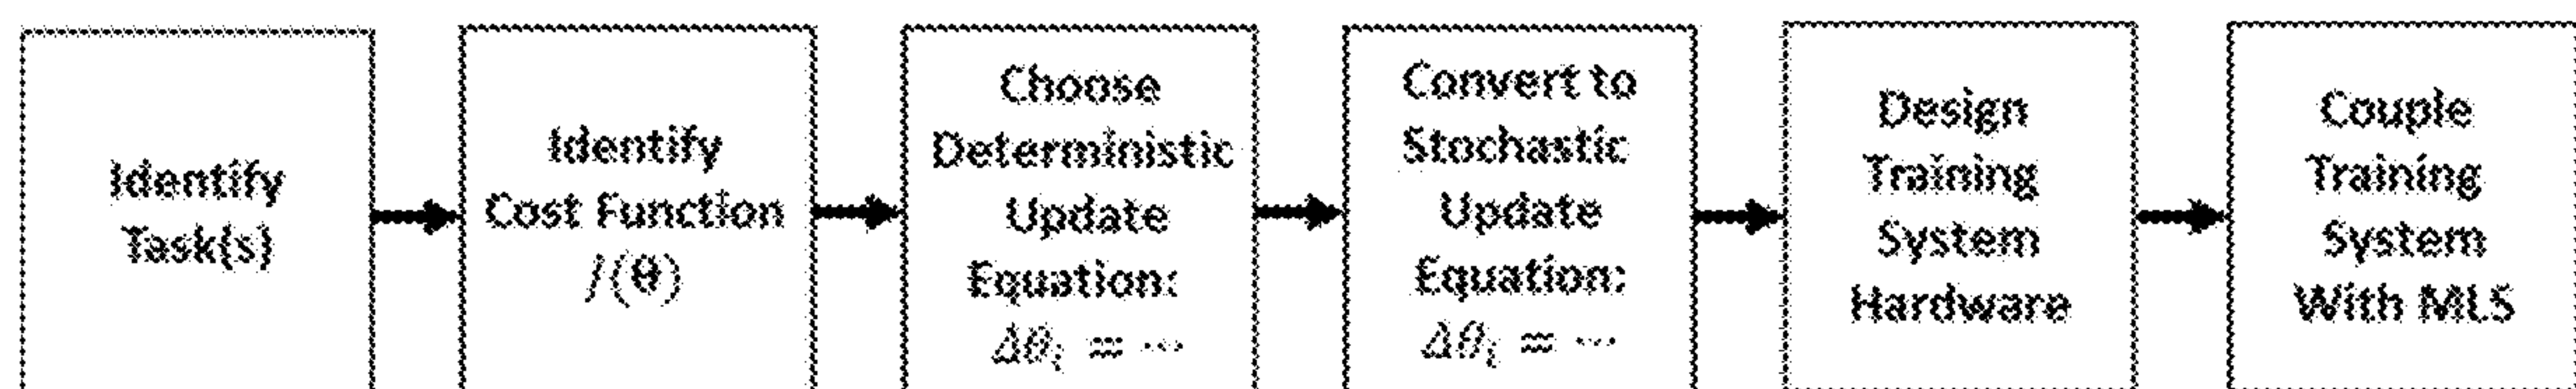 Identify
Task(s)
Identify
Cost Function
J(θ)
Choose
Deterministic
Update
Equation:
Δθᵢ = ⋯
Convert to
Stochastic
Update
Equation:
Δθᵢ = ⋯
Design
Training
System
Hardware
Couple
Training
System
With MLS